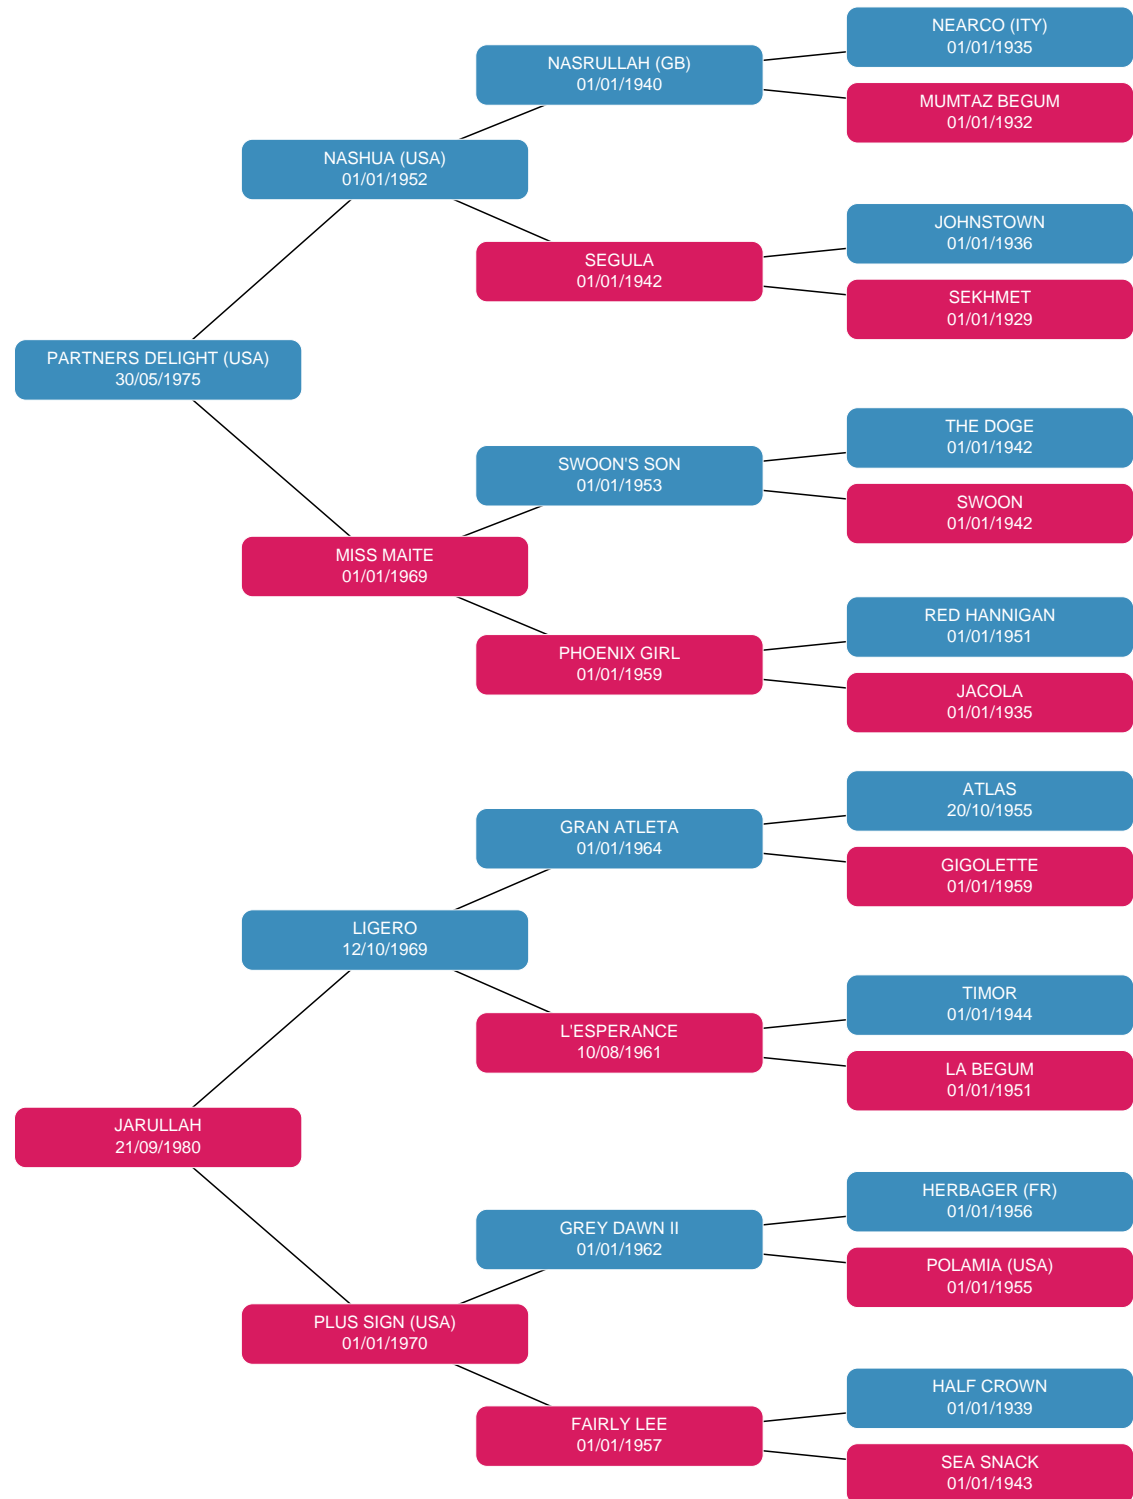 NEARCO (ITY)
01/01/1935
NASRULLAH (GB)
01/01/1940
MUMTAZ BEGUM
01/01/1932
NASHUA (USA)
01/01/1952
JOHNSTOWN
01/01/1936
SEGULA
01/01/1942
SEKHMET
01/01/1929
PARTNERS DELIGHT (USA)
30/05/1975
THE DOGE
01/01/1942
SWOON'S SON
01/01/1953
SWOON
01/01/1942
MISS MAITE
01/01/1969
RED HANNIGAN
01/01/1951
PHOENIX GIRL
01/01/1959
JACOLA
01/01/1935
ATLAS
20/10/1955
GRAN ATLETA
01/01/1964
GIGOLETTE
01/01/1959
LIGERO
12/10/1969
TIMOR
01/01/1944
L'ESPERANCE
10/08/1961
LA BEGUM
01/01/1951
JARULLAH
21/09/1980
HERBAGER (FR)
01/01/1956
GREY DAWN II
01/01/1962
POLAMIA (USA)
01/01/1955
PLUS SIGN (USA)
01/01/1970
HALF CROWN
01/01/1939
FAIRLY LEE
01/01/1957
SEA SNACK
01/01/1943